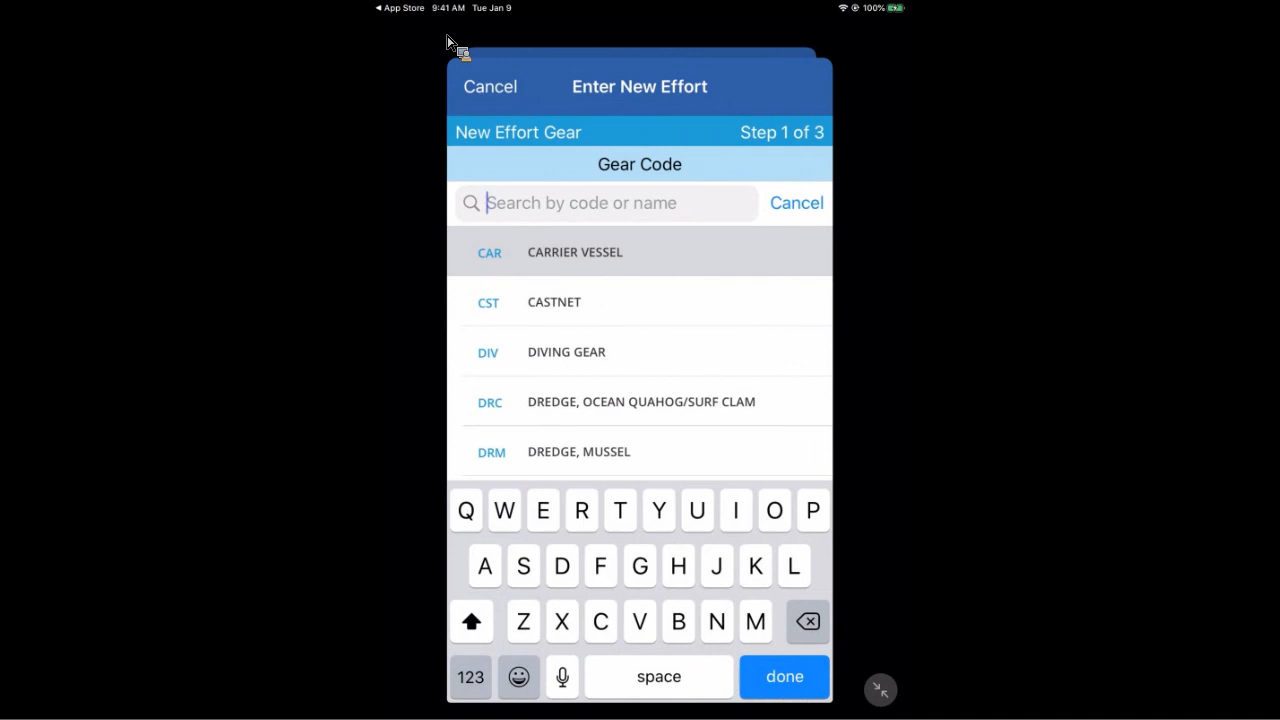 App Store 9:41 AM Tue Jan 9 100%
Cancel Enter New Effort
New Effort Gear Step 1 of 3
Gear Code
Search by code or name Cancel
CAR CARRIER VESSEL
CST CASTNET
DIV DIVING GEAR
DRC DREDGE, OCEAN QUAHOG/SURF CLAM
DRM DREDGE, MUSSEL
Q W E R T Y U I O P
A S D F G H J K L
Z X C V B N M
123 space done